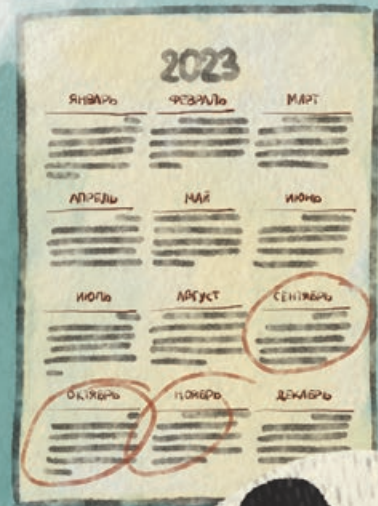 2023
ЯНВАРЬ ФЕВРАЛЬ МАРТ
АПРЕЛЬ МАЙ ИЮНЬ
ИЮЛЬ АВГУСТ СЕНТЯБРЬ
ОКТЯБРЬ НОЯБРЬ ДЕКАБРЬ